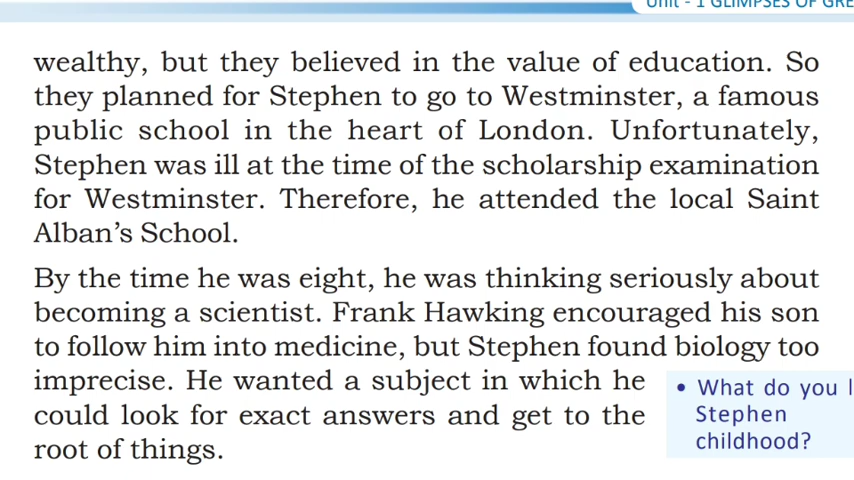 Unit - 1 GLIMPSES OF GRE
wealthy, but they believed in the value of education. So
they planned for Stephen to go to Westminster, a famous
public school in the heart of London. Unfortunately,
Stephen was ill at the time of the scholarship examination
for Westminster. Therefore, he attended the local Saint
Alban's School.
By the time he was eight, he was thinking seriously about
becoming a scientist. Frank Hawking encouraged his son
to follow him into medicine, but Stephen found biology too
imprecise. He wanted a subject in which he
could look for exact answers and get to the
root of things.
• What do you
Stephen
childhood?